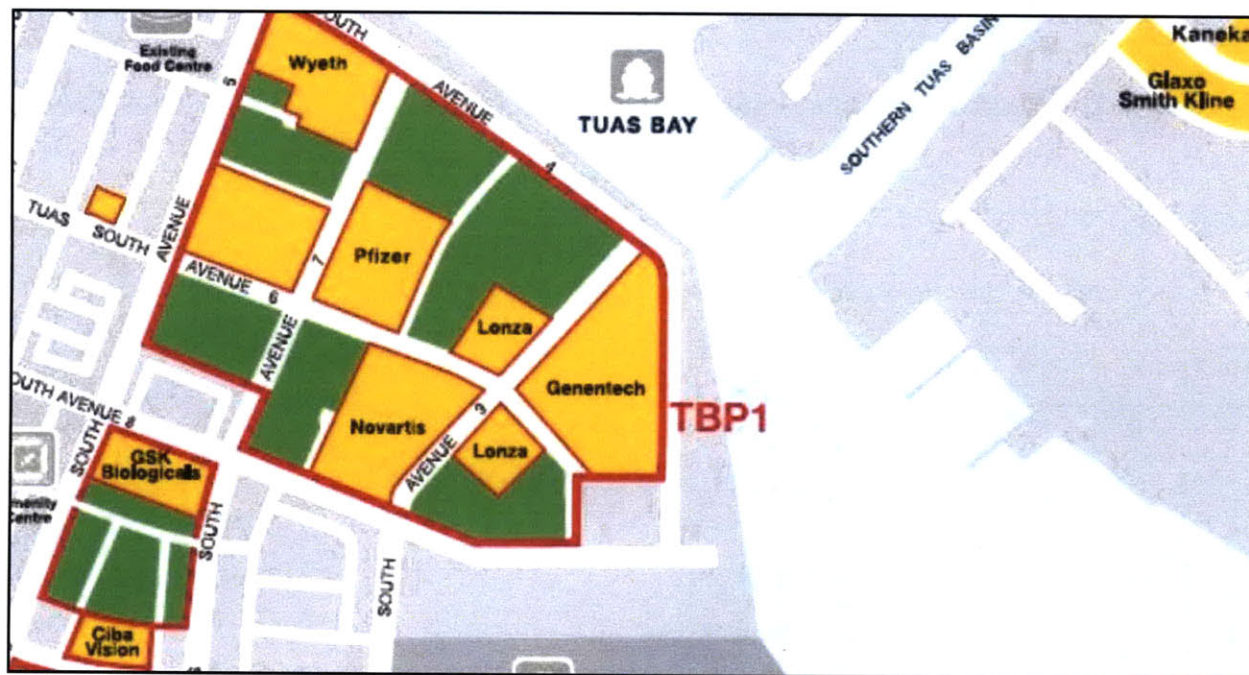 SOUTH
Existing
Food Centre
Wyeth
5
AVENUE
TUAS BAY
4
SOUTHERN TUAS BASIN
Kaneka
Glaxo
Smith Kline
TUAS SOUTH
AVENUE
AVENUE 6
7
AVENUE
Pfizer
Lonza
Genentech
TBP1
Novartis
AVENUE 3
Lonza
OUTH AVENUE 8
SOUTH
GSK
Biologicals
menity
Centre
SOUTH
SOUTH
Ciba
Vision